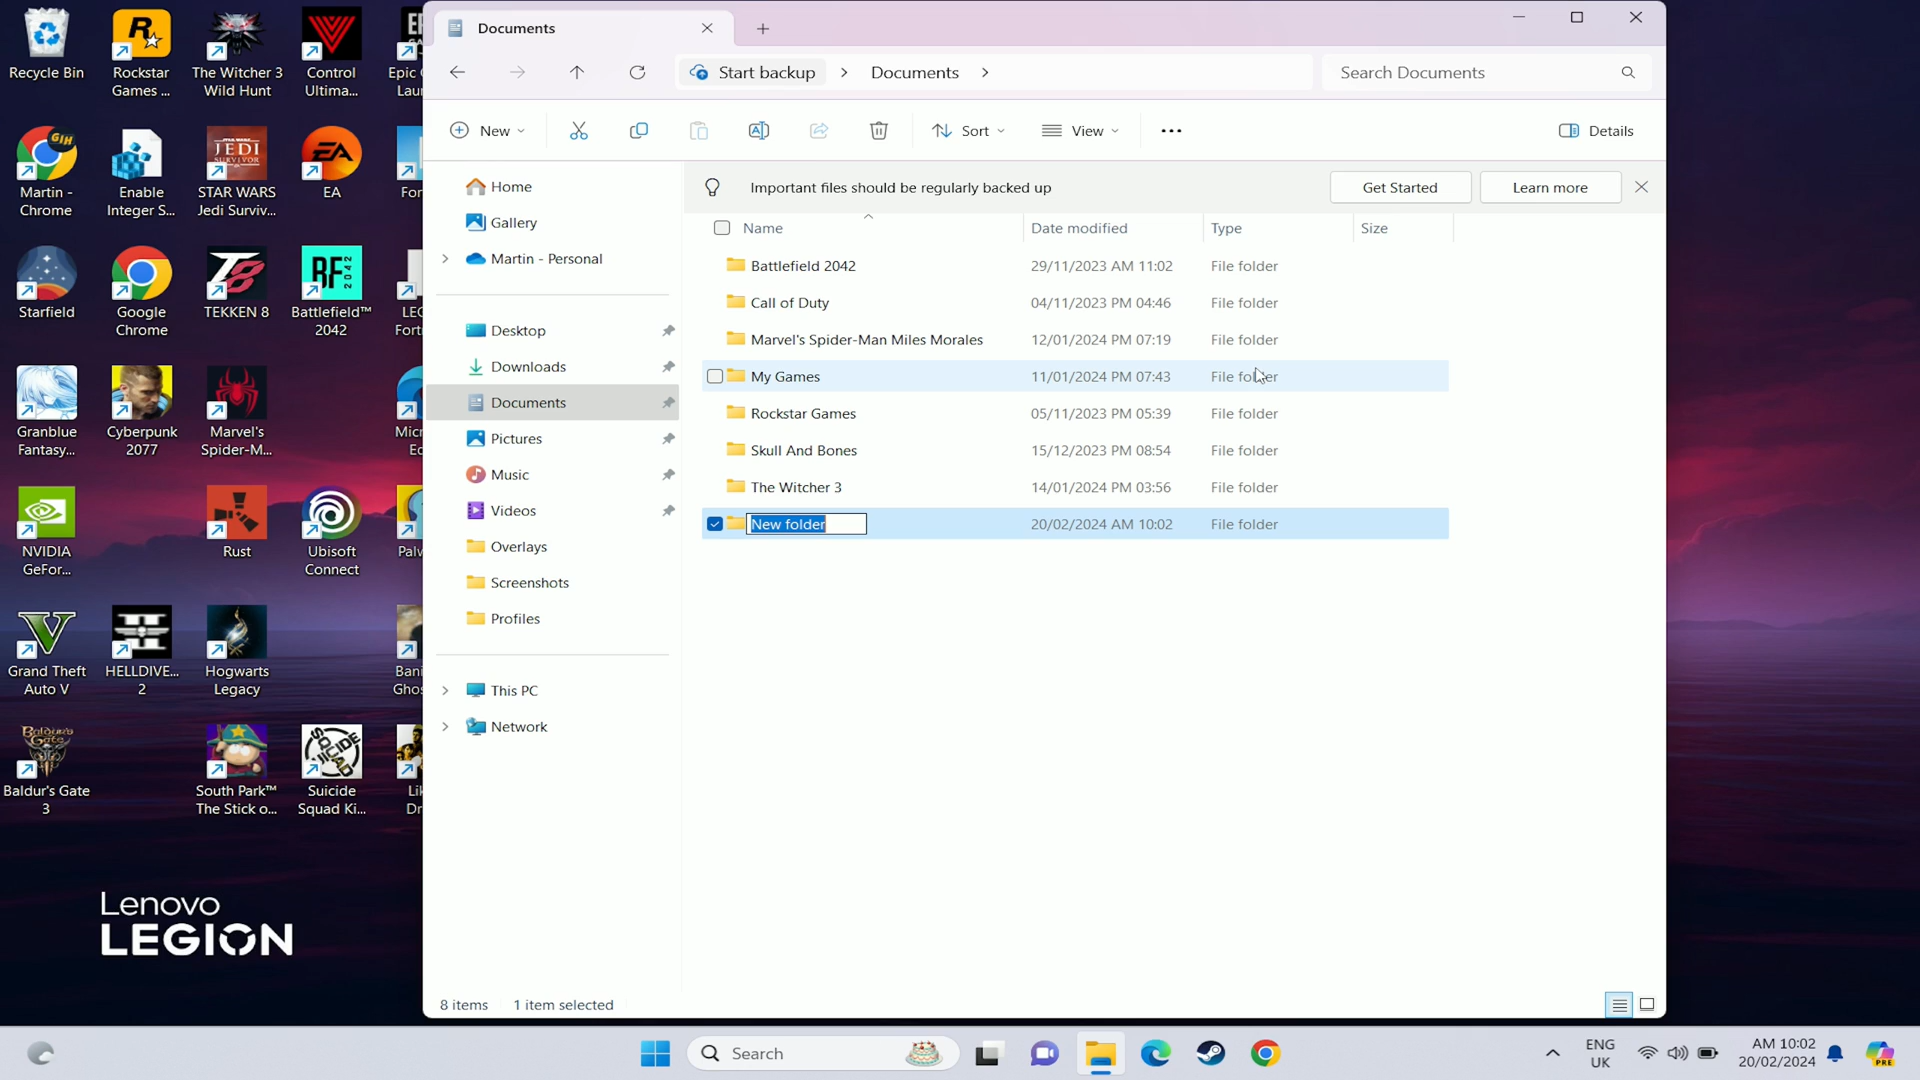 Recycle Bin
Rockstar
Games ...
The Witcher 3
Wild Hunt
Control
Ultima...
Martin -
Chrome
Enable
Integer S...
STAR WARS
Jedi Surviv...
EA
Starfield
Google
Chrome
TEKKEN 8
BF
2042
Battlefield™
2042
Granblue
Fantasy...
Cyberpunk
2077
Marvel's
Spider-M...
NVIDIA
GeFor...
Rust
Ubisoft
Connect
Grand Theft
Auto V
HELLDIVE...
2
Hogwarts
Legacy
Baldur's Gate
3
South Park™
The Stick o...
Suicide
Squad Ki...
Lenovo
LEGION
Documents
Start backup
Documents
Search Documents
New
Sort
View
Details
Home
Gallery
Martin - Personal
Desktop
Downloads
Documents
Pictures
Music
Videos
Overlays
Screenshots
Profiles
This PC
Network
Important files should be regularly backed up
Get Started
Learn more
Name Date modified Type Size
Battlefield 2042 29/11/2023 AM 11:02 File folder
Call of Duty 04/11/2023 PM 04:46 File folder
Marvel's Spider-Man Miles Morales 12/01/2024 PM 07:19 File folder
My Games 11/01/2024 PM 07:43 File folder
Rockstar Games 05/11/2023 PM 05:39 File folder
Skull And Bones 15/12/2023 PM 08:54 File folder
The Witcher 3 14/01/2024 PM 03:56 File folder
New folder 20/02/2024 AM 10:02 File folder
8 items 1 item selected
Search
ENG
UK
AM 10:02
20/02/2024
PRE